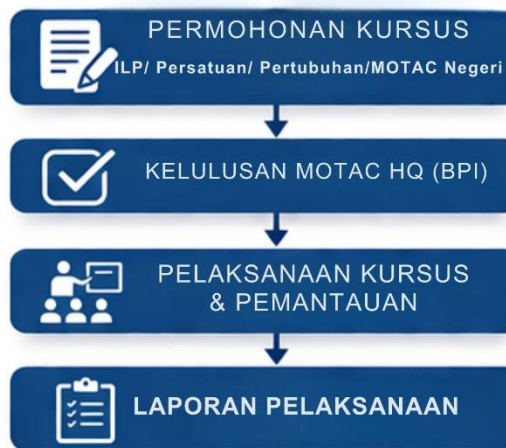 PERMOHONAN KURSUS
ILP/ Persatuan/ Pertubuhan/MOTAC Negeri
KELULUSAN MOTAC HQ (BPI)
PELAKSANAAN KURSUS
& PEMANTAUAN
LAPORAN PELAKSANAAN